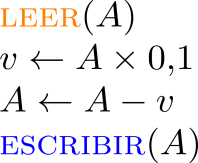 LEER(A)
v ← A × 0,1
A ← A − v
ESCRIBIR(A)